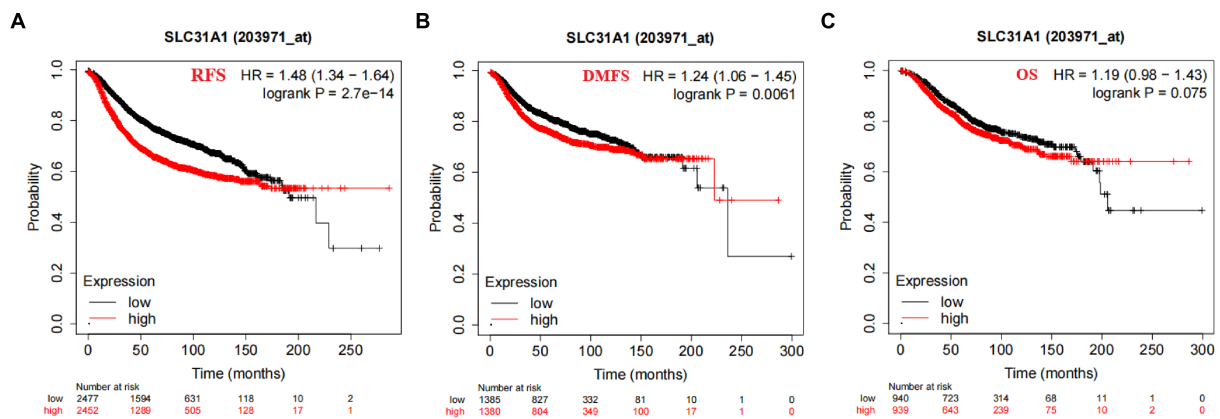 A
SLC31A1 (203971_at)
RFS HR = 1.48 (1.34 − 1.64)
logrank P = 2.7e−14
Probability
1.0
0.8
0.6
0.4
0.2
0.0
Expression
low
high
0 50 100 150 200 250
Time (months)
Number at risk
low 2477 1594 631 118 10 2
high 2452 1289 505 128 17 1
B
SLC31A1 (203971_at)
DMFS HR = 1.24 (1.06 − 1.45)
logrank P = 0.0061
Probability
1.0
0.8
0.6
0.4
0.2
0.0
Expression
low
high
0 50 100 150 200 250 300
Time (months)
Number at risk
low 1385 827 332 81 10 1 0
high 1380 804 349 100 17 1 0
C
SLC31A1 (203971_at)
OS HR = 1.19 (0.98 − 1.43)
logrank P = 0.075
Probability
1.0
0.8
0.6
0.4
0.2
0.0
Expression
low
high
0 50 100 150 200 250 300
Time (months)
Number at risk
low 940 723 314 68 11 1 0
high 939 643 239 75 10 2 0